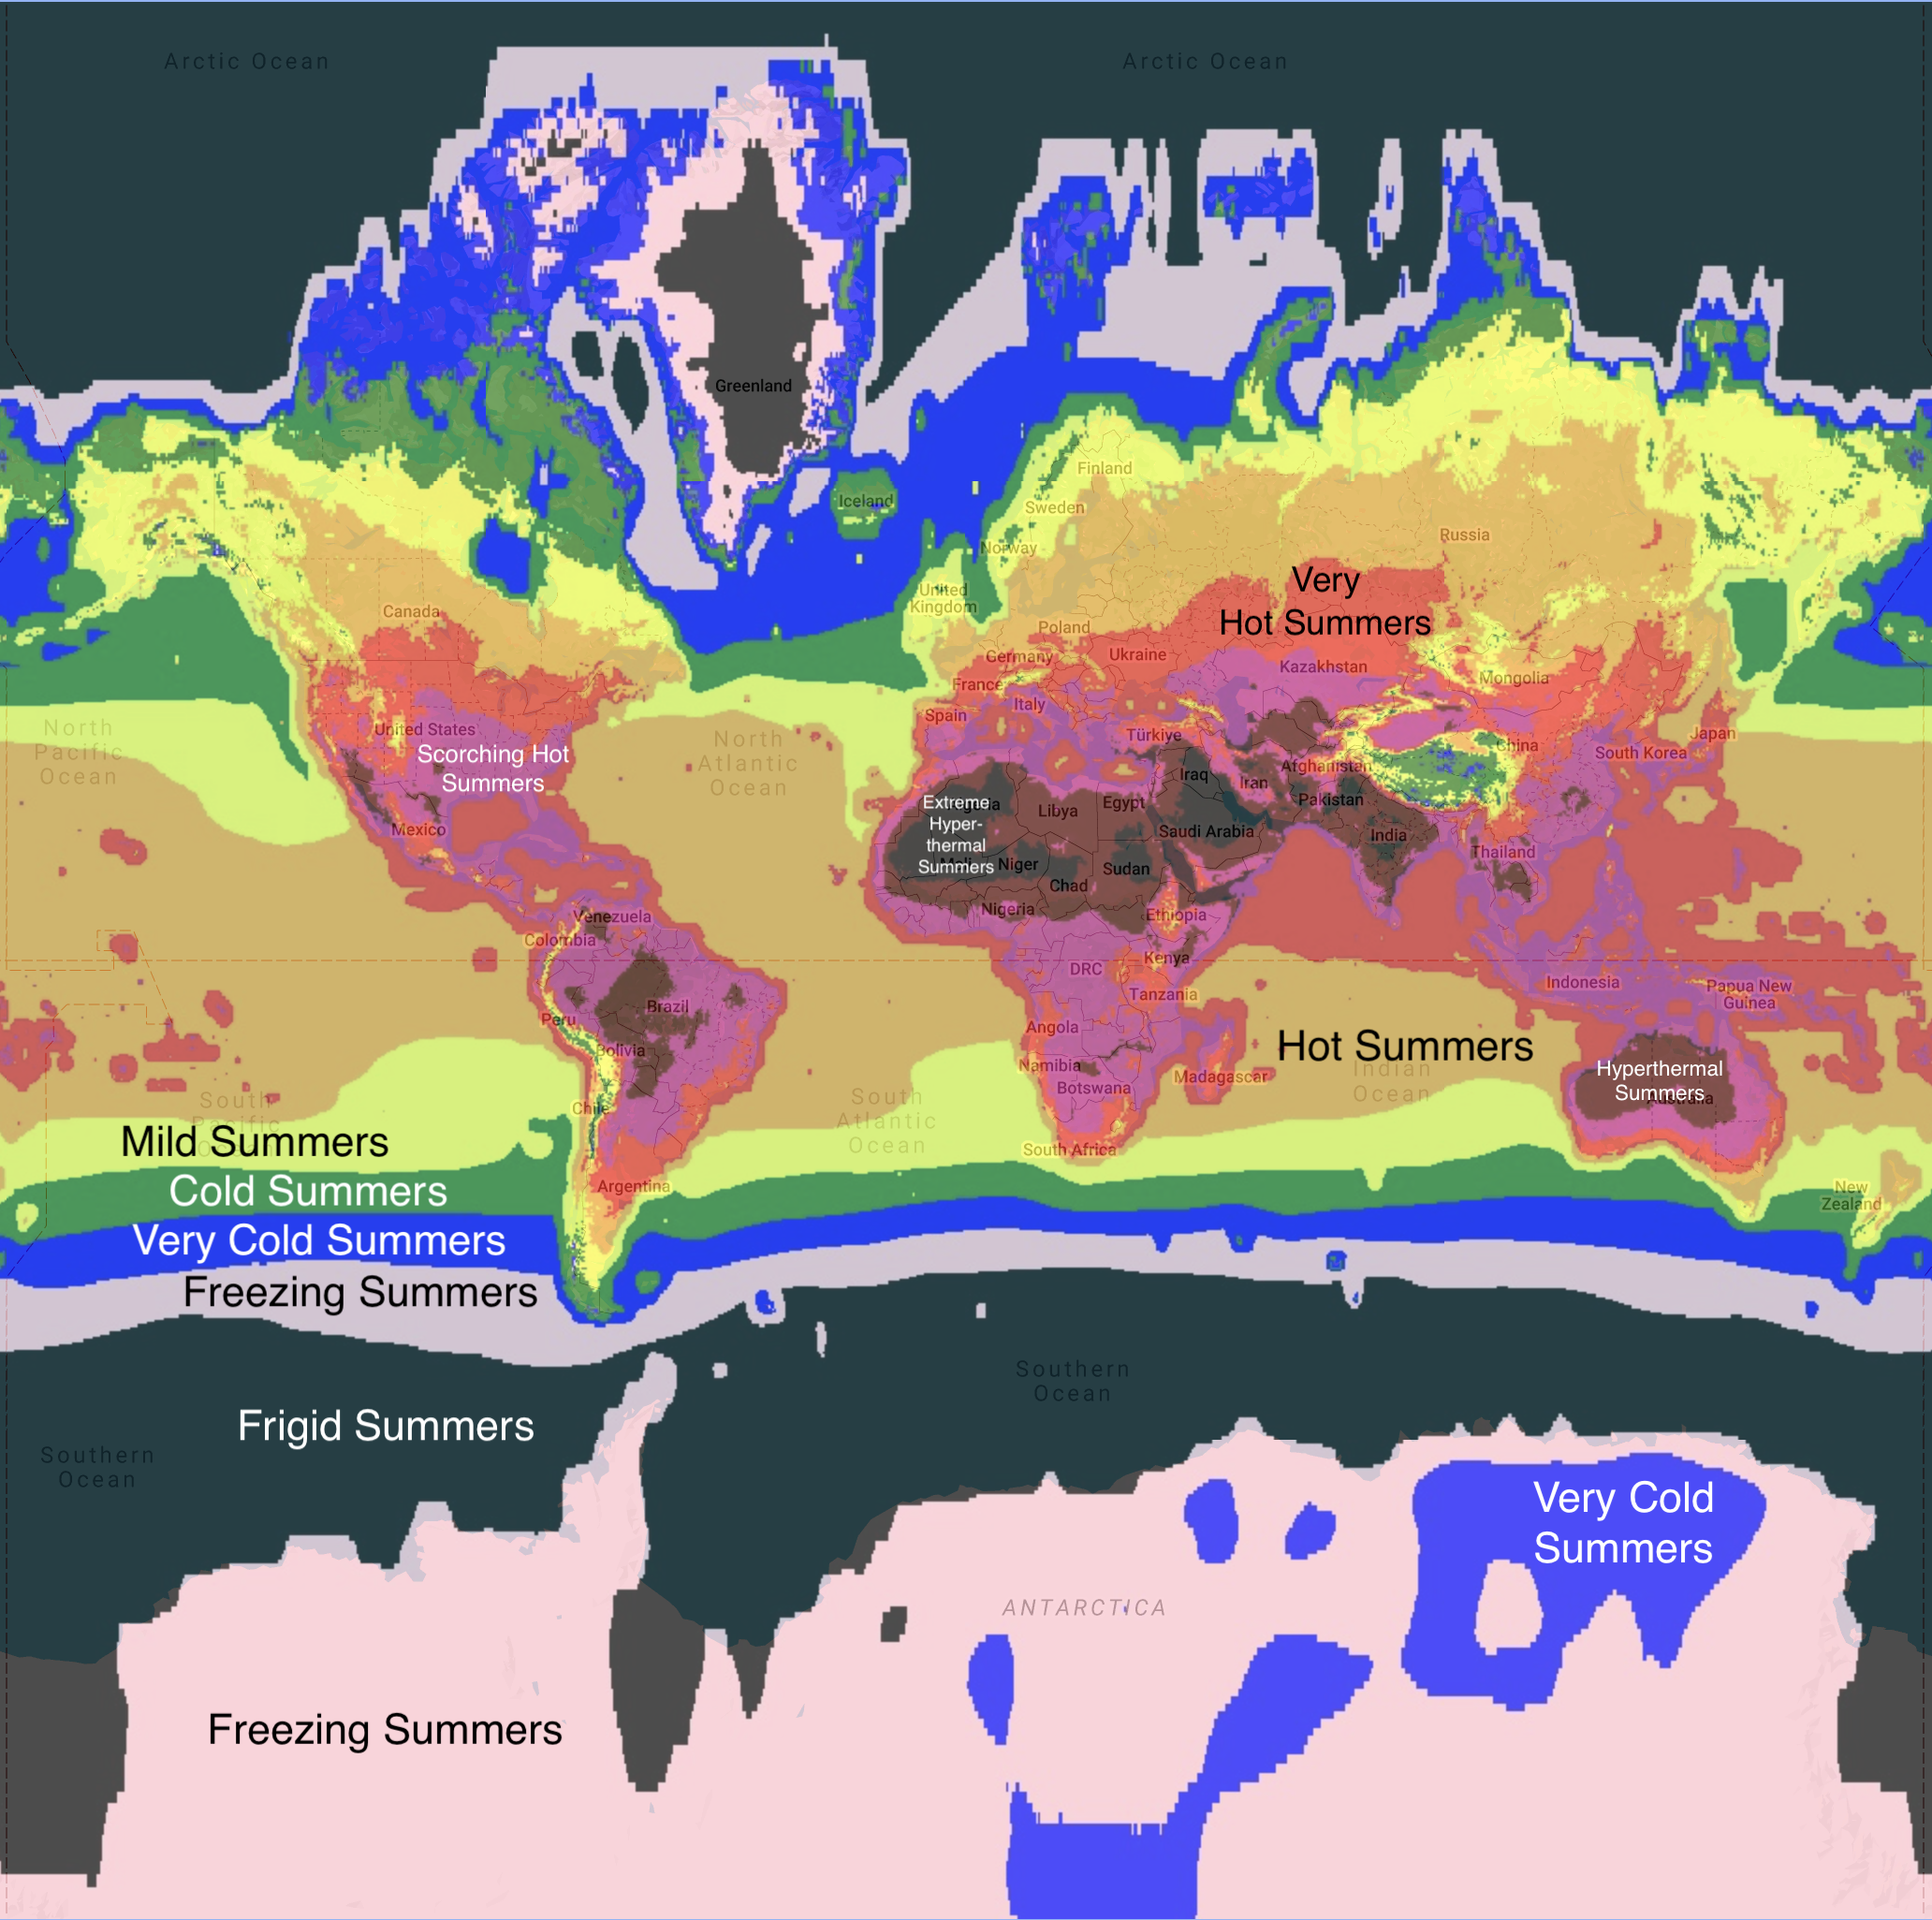 Arctic Ocean
Arctic Ocean
Greenland
Iceland
Finland
Sweden
Norway
Russia
United
Kingdom
Very
Hot Summers
Canada
Poland
Germany
Ukraine
Kazakhstan
France
Mongolia
Italy
Spain
United States
Türkiye
China
South Korea
Japan
North
Pacific
Ocean
Scorching Hot
Summers
North
Atlantic
Ocean
Iraq
Iran
Afghanistan
Pakistan
Extreme
Hyper-
thermal
Summers
Libya
Egypt
Saudi Arabia
India
Mexico
Thailand
Mali
Niger
Chad
Sudan
Nigeria
Ethiopia
Venezuela
Colombia
DRC
Kenya
Tanzania
Indonesia
Papua New
Guinea
Brazil
Peru
Angola
Bolivia
Hot Summers
Namibia
Botswana
Madagascar
Indian
Ocean
Hyperthermal
Summers
Australia
South
Pacific
Chile
South
Atlantic
Ocean
Mild Summers
South Africa
Cold Summers
Argentina
New
Zealand
Very Cold Summers
Freezing Summers
Southern
Ocean
Frigid Summers
Southern
Ocean
Very Cold
Summers
ANTARCTICA
Freezing Summers